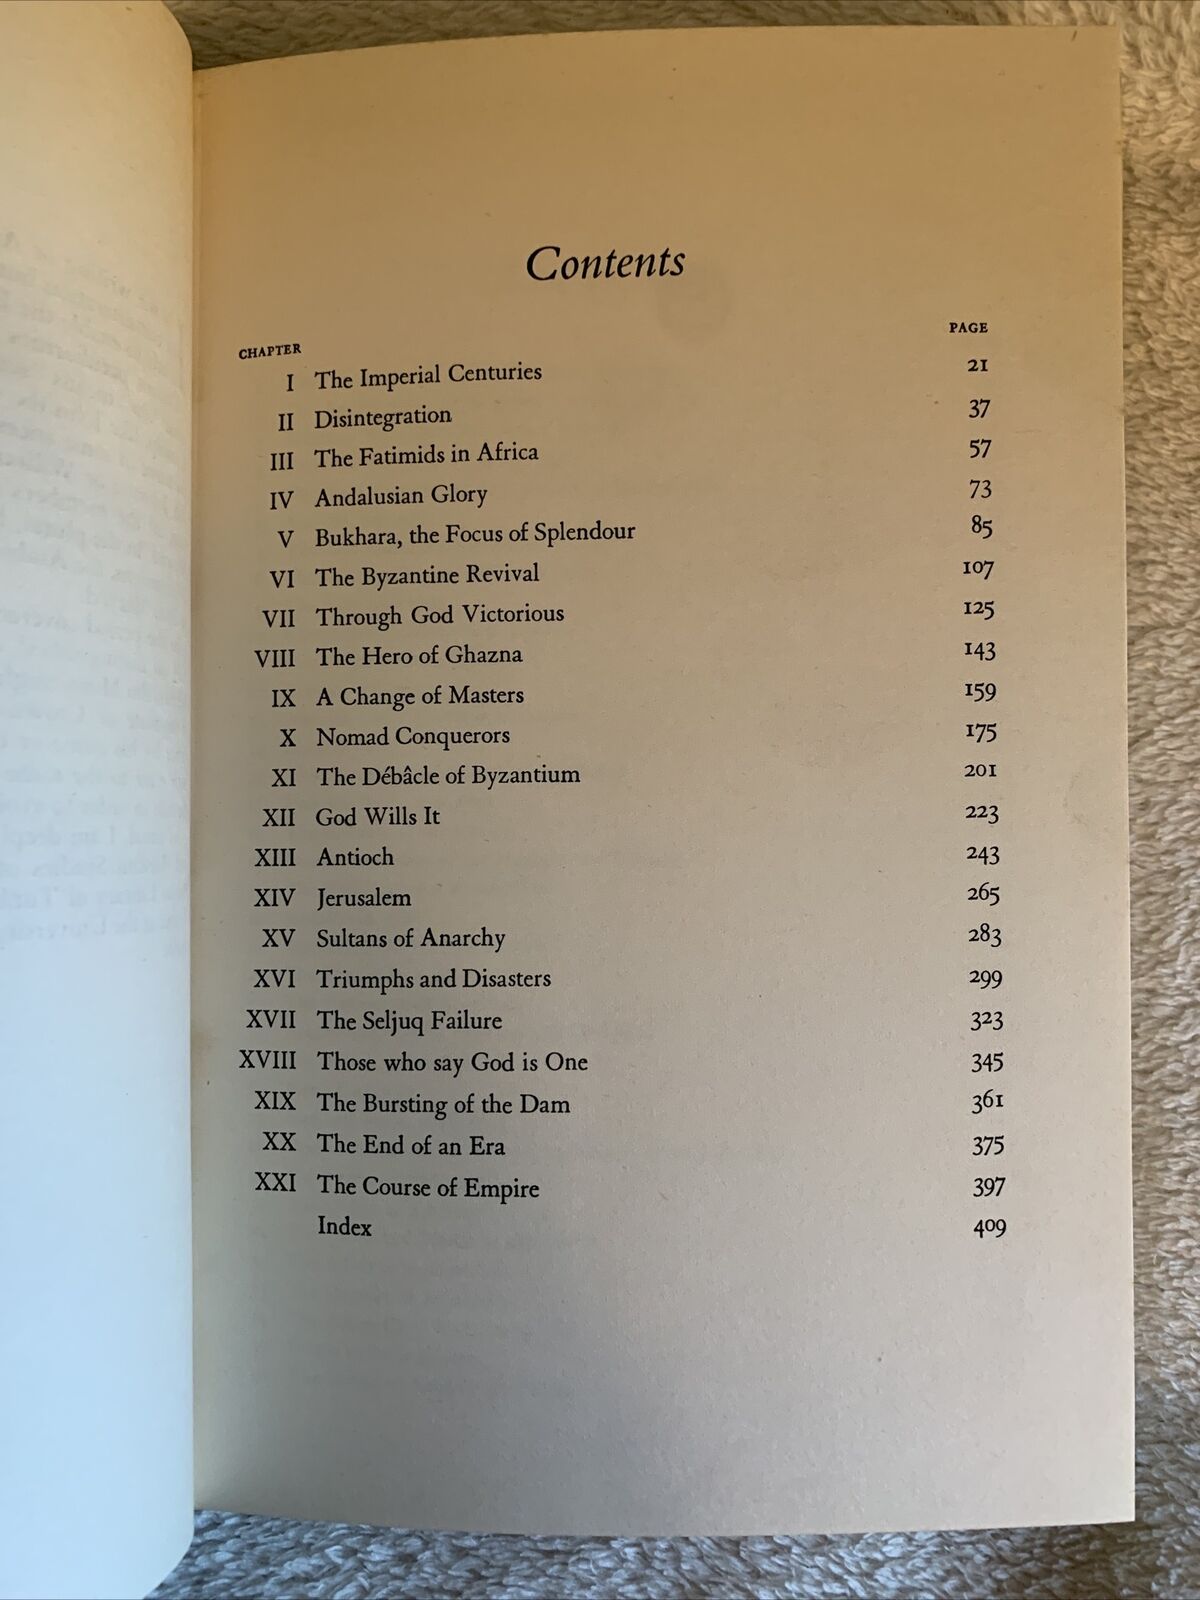 Contents
CHAPTER PAGE
I The Imperial Centuries 21
II Disintegration 37
III The Fatimids in Africa 57
IV Andalusian Glory 73
V Bukhara, the Focus of Splendour 85
VI The Byzantine Revival 107
VII Through God Victorious 125
VIII The Hero of Ghazna 143
IX A Change of Masters 159
X Nomad Conquerors 175
XI The Débâcle of Byzantium 201
XII God Wills It 223
XIII Antioch 243
XIV Jerusalem 265
XV Sultans of Anarchy 283
XVI Triumphs and Disasters 299
XVII The Seljuq Failure 323
XVIII Those who say God is One 345
XIX The Bursting of the Dam 361
XX The End of an Era 375
XXI The Course of Empire 397
Index 409